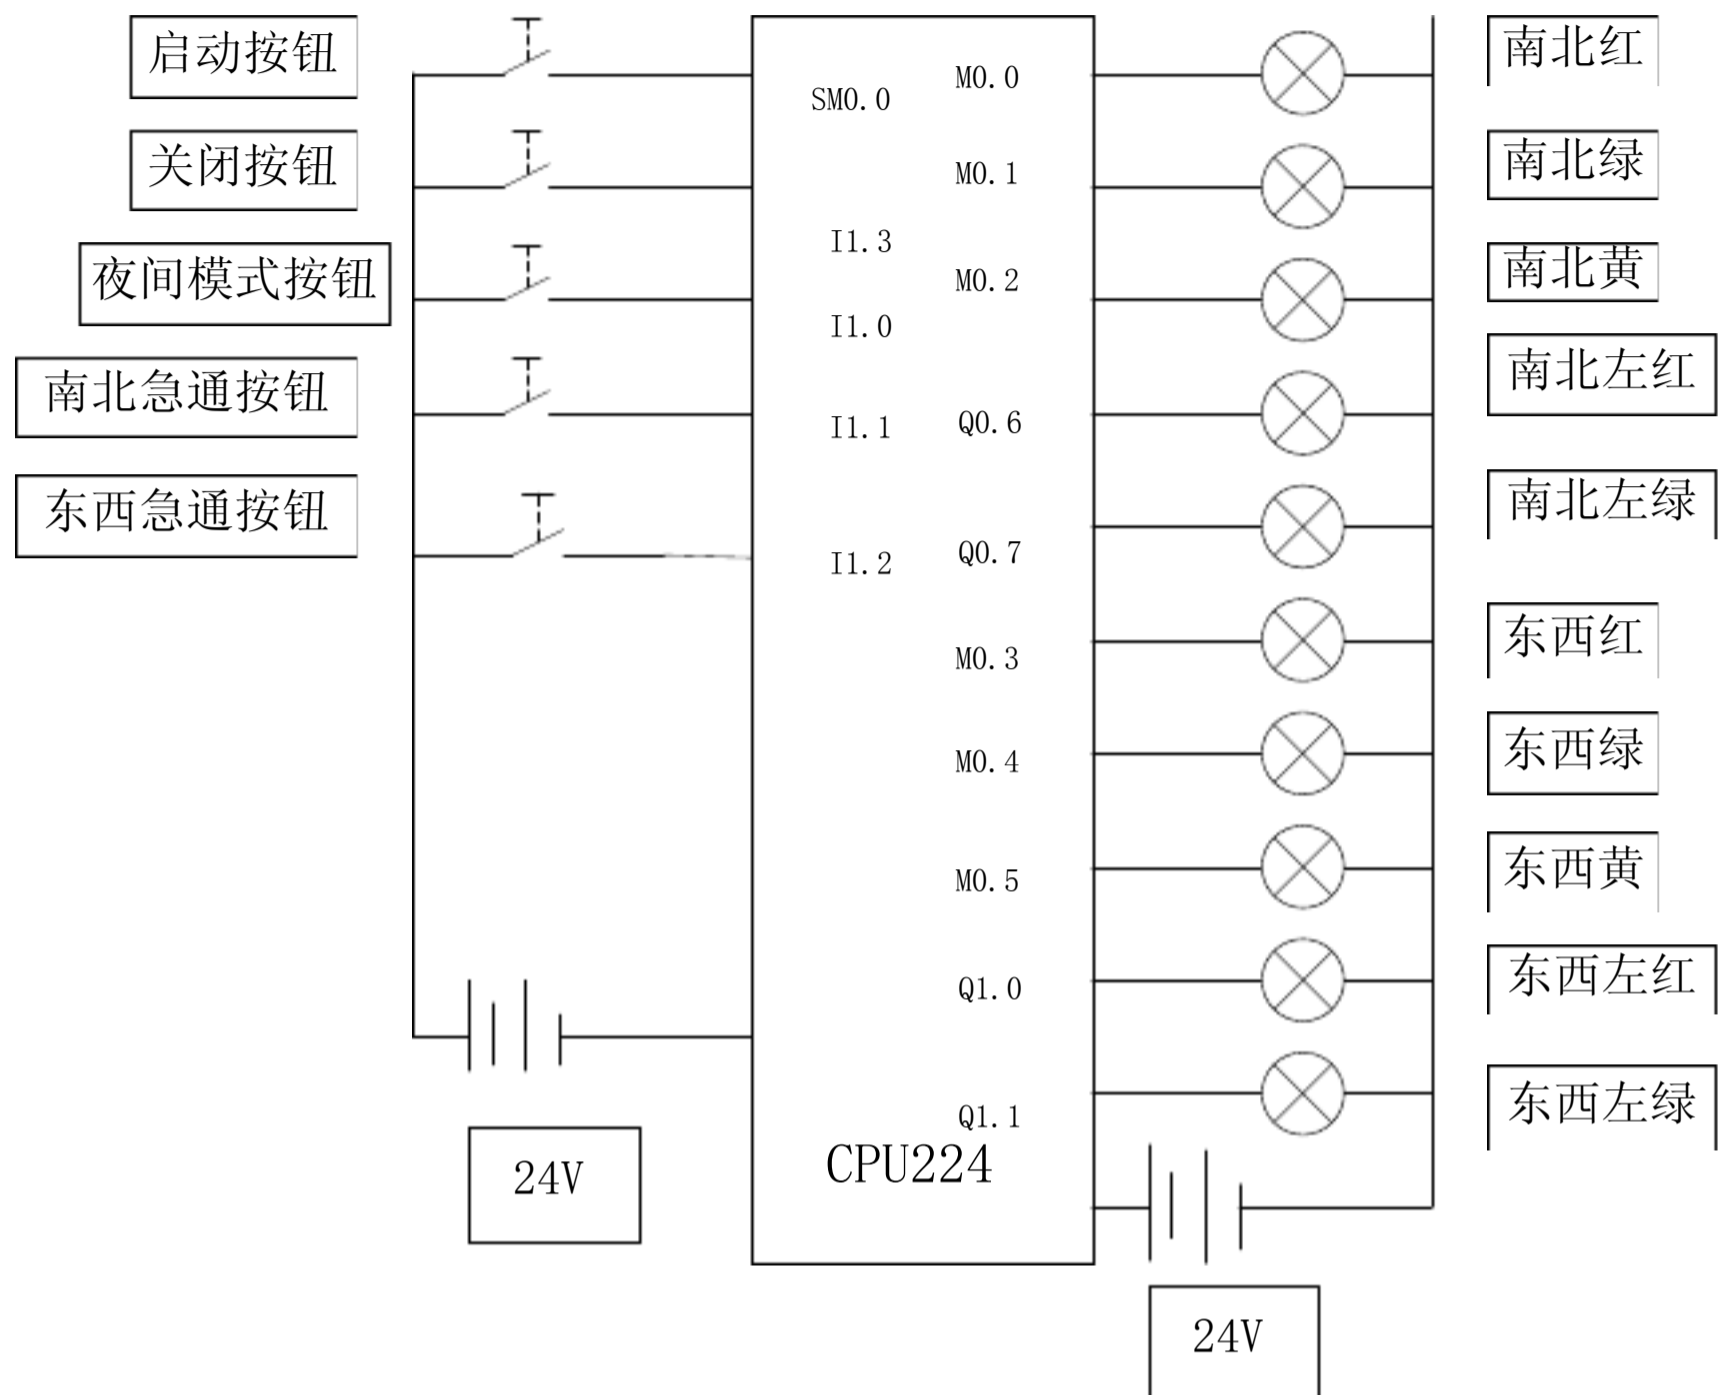 启动按钮
关闭按钮
夜间模式按钮
南北急通按钮
东西急通按钮
24V
SM0.0
I1.3
I1.0
I1.1
I1.2
M0.0
M0.1
M0.2
Q0.6
Q0.7
M0.3
M0.4
M0.5
Q1.0
Q1.1
CPU224
南北红
南北绿
南北黄
南北左红
南北左绿
东西红
东西绿
东西黄
东西左红
东西左绿
24V